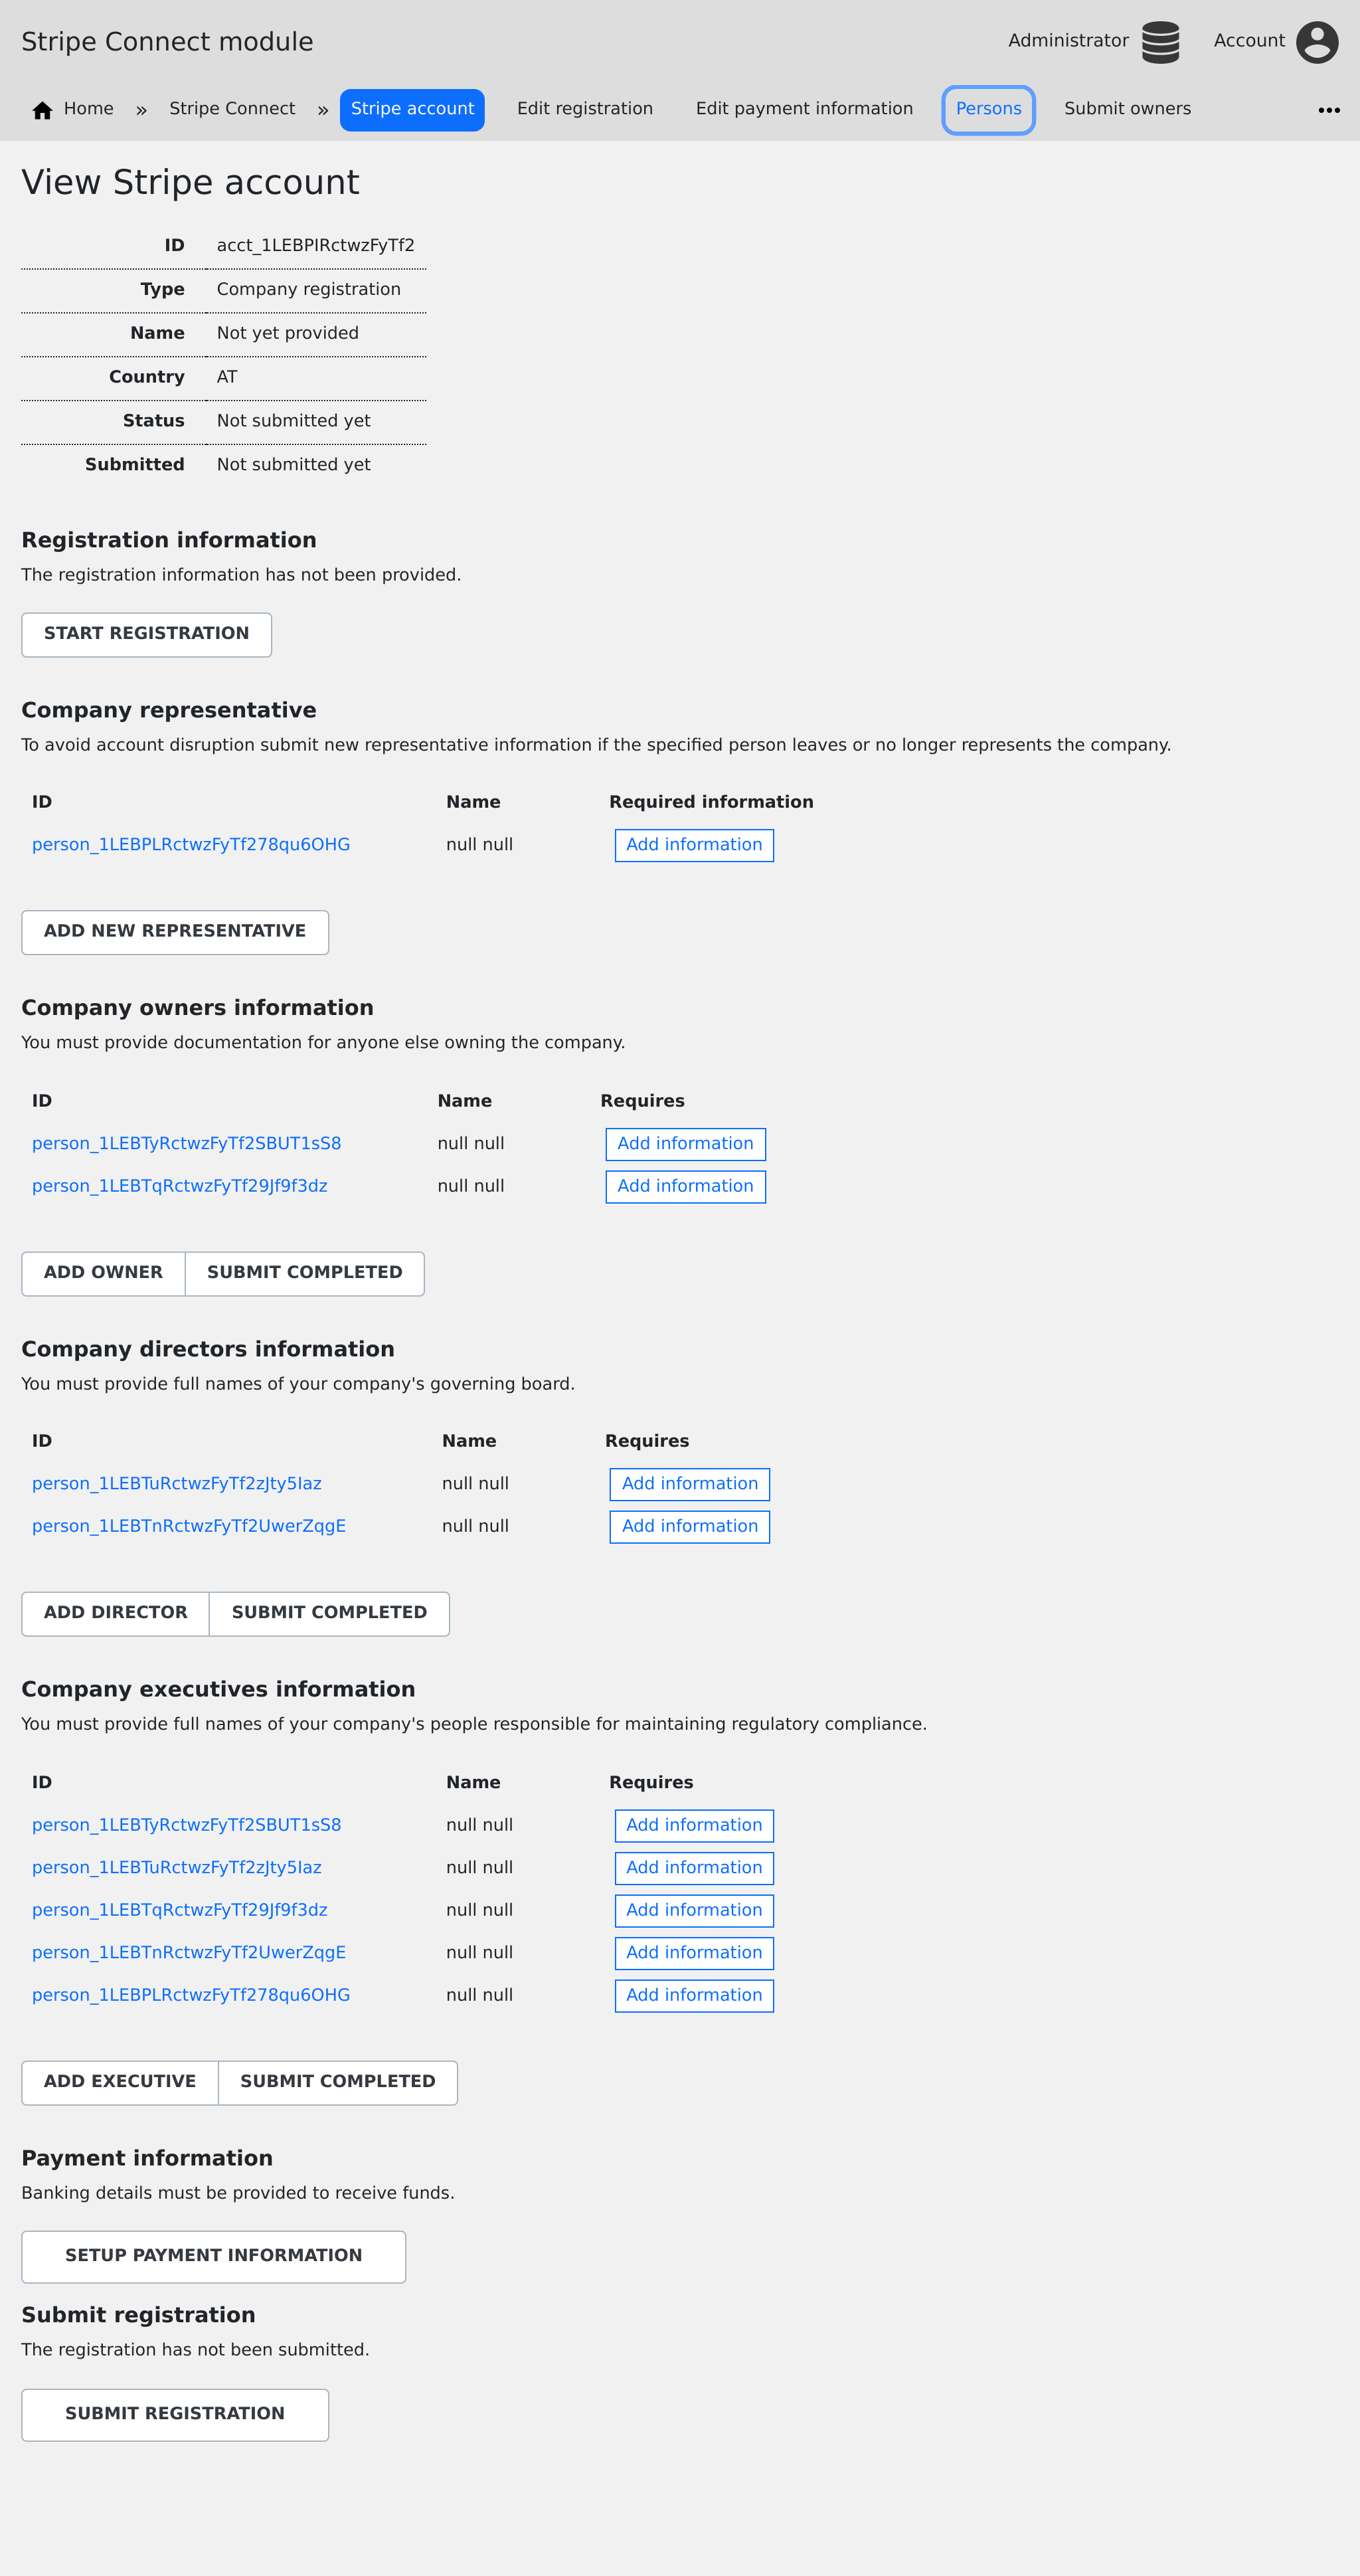 Stripe Connect module
Administrator Account
Home » Stripe Connect » Stripe account Edit registration Edit payment information Persons Submit owners •••
View Stripe account
ID acct_1LEBPIRctwzFyTf2
Type Company registration
Name Not yet provided
Country AT
Status Not submitted yet
Submitted Not submitted yet
Registration information
The registration information has not been provided.
START REGISTRATION
Company representative
To avoid account disruption submit new representative information if the specified person leaves or no longer represents the company.
ID Name Required information
person_1LEBPLRctwzFyTf278qu6OHG null null Add information
ADD NEW REPRESENTATIVE
Company owners information
You must provide documentation for anyone else owning the company.
ID Name Requires
person_1LEBTyRctwzFyTf2SBUT1sS8 null null Add information
person_1LEBTqRctwzFyTf29Jf9f3dz null null Add information
ADD OWNER SUBMIT COMPLETED
Company directors information
You must provide full names of your company's governing board.
ID Name Requires
person_1LEBTuRctwzFyTf2zJty5Iaz null null Add information
person_1LEBTnRctwzFyTf2UwerZqgE null null Add information
ADD DIRECTOR SUBMIT COMPLETED
Company executives information
You must provide full names of your company's people responsible for maintaining regulatory compliance.
ID Name Requires
person_1LEBTyRctwzFyTf2SBUT1sS8 null null Add information
person_1LEBTuRctwzFyTf2zJty5Iaz null null Add information
person_1LEBTqRctwzFyTf29Jf9f3dz null null Add information
person_1LEBTnRctwzFyTf2UwerZqgE null null Add information
person_1LEBPLRctwzFyTf278qu6OHG null null Add information
ADD EXECUTIVE SUBMIT COMPLETED
Payment information
Banking details must be provided to receive funds.
SETUP PAYMENT INFORMATION
Submit registration
The registration has not been submitted.
SUBMIT REGISTRATION